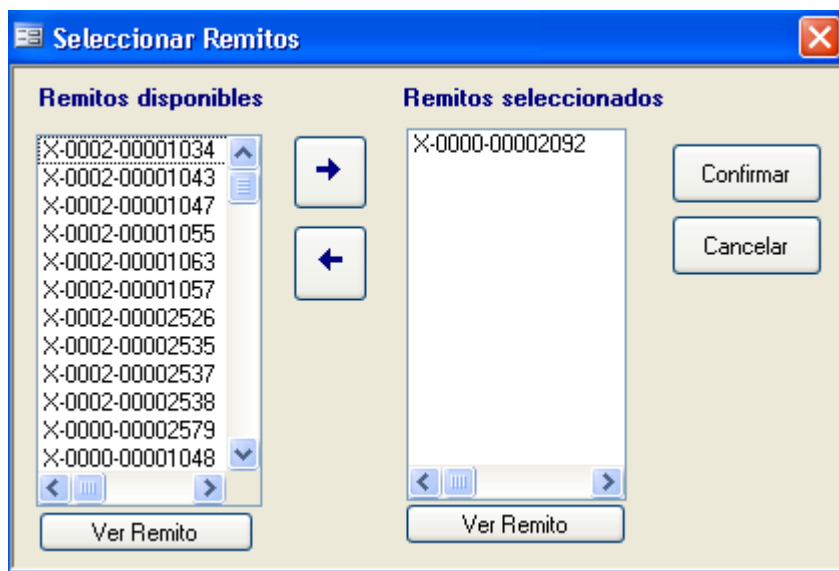 Seleccionar Remitos
Remitos disponibles
X-0002-00001034
X-0002-00001043
X-0002-00001047
X-0002-00001055
X-0002-00001063
X-0002-00001057
X-0002-00002526
X-0002-00002535
X-0002-00002537
X-0002-00002538
X-0000-00002579
X-0000-00001048
Ver Remito
Remitos seleccionados
X-0000-00002092
Ver Remito
Confirmar
Cancelar